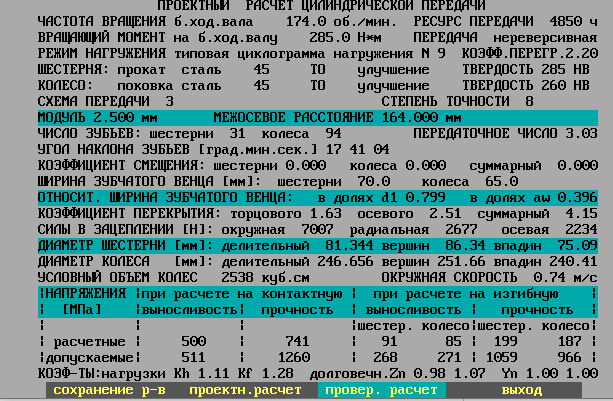 ПРОЕКТНЫЙ РАСЧЕТ ЦИЛИНДРИЧЕСКОЙ ПЕРЕДАЧИ
ЧАСТОТА ВРАЩЕНИЯ б.ход.вала 174.0 об./мин. РЕСУРС ПЕРЕДАЧИ 4850 ч
ВРАЩАЮЩИЙ МОМЕНТ на б.ходу валу 285.0 Н*м ПЕРЕДАЧА нереверсивная
РЕЖИМ НАГРУЖЕНИЯ типовая циклограмма нагружения N 9 КОЭФФ.ПЕРЕГР.2.20
ШЕСТЕРНЯ: прокат сталь 45 ТО улучшение ТВЕРДОСТЬ 285 HB
КОЛЕСО: поковка сталь 45 ТО улучшение ТВЕРДОСТЬ 260 HB
СХЕМА ПЕРЕДАЧИ 3 СТЕПЕНЬ ТОЧНОСТИ 8
МОДУЛЬ 2.500 мм МЕЖОСЕВОЕ РАССТОЯНИЕ 164.000 мм
ЧИСЛО ЗУБЬЕВ: шестерни 31 колеса 94 ПЕРЕДАТОЧНОЕ ЧИСЛО 3.03
УГОЛ НАКЛОНА ЗУБЬЕВ [град.мин.сек.] 17 41 04
КОЭФФИЦИЕНТ СМЕЩЕНИЯ: шестерни 0.000 колеса 0.000 суммарный 0.000
ШИРИНА ЗУБЧАТОГО ВЕНЦА [мм]: шестерни 70.0 колеса 65.0
ОТНОСИТ. ШИРИНА ЗУБЧАТОГО ВЕНЦА: в долях d1 0.799 в долях aw 0.396
КОЭФФИЦИЕНТ ПЕРЕКРЫТИЯ: торцового 1.63 осевого 2.51 суммарный 4.15
СИЛЫ В ЗАЦЕПЛЕНИИ [Н]: окружная 7007 радиальная 2677 осевая 2234
ДИАМЕТР ШЕСТЕРНИ [мм]: делительный 81.344 вершин 86.34 впадин 75.09
ДИАМЕТР КОЛЕСА [мм]: делительный 246.656 вершин 251.66 впадин 240.41
УСЛОВНЫЙ ОБЪЕМ КОЛЕС 2538 куб.см ОКРУЖНАЯ СКОРОСТЬ 0.74 м/с
¦НАПРЯЖЕНИЯ ¦при расчете на контактную ¦ при расчете на изгибную ¦
¦ [МПа] ¦выносливость¦ прочность ¦ выносливость ¦ прочность ¦
¦ ¦ ¦ ¦шестер. колесо¦шестер. колесо¦
¦ расчетные ¦ 500 ¦ 741 ¦ 91 85 ¦ 199 187 ¦
¦допускаемые¦ 511 ¦ 1260 ¦ 268 271 ¦ 1059 966 ¦
КОЭФ-ТЫ:нагрузки Kh 1.11 Kf 1.28 долговечн.Zn 0.98 1.07 Yn 1.00 1.00
сохранение р-в проектн.расчет провер. расчет выход